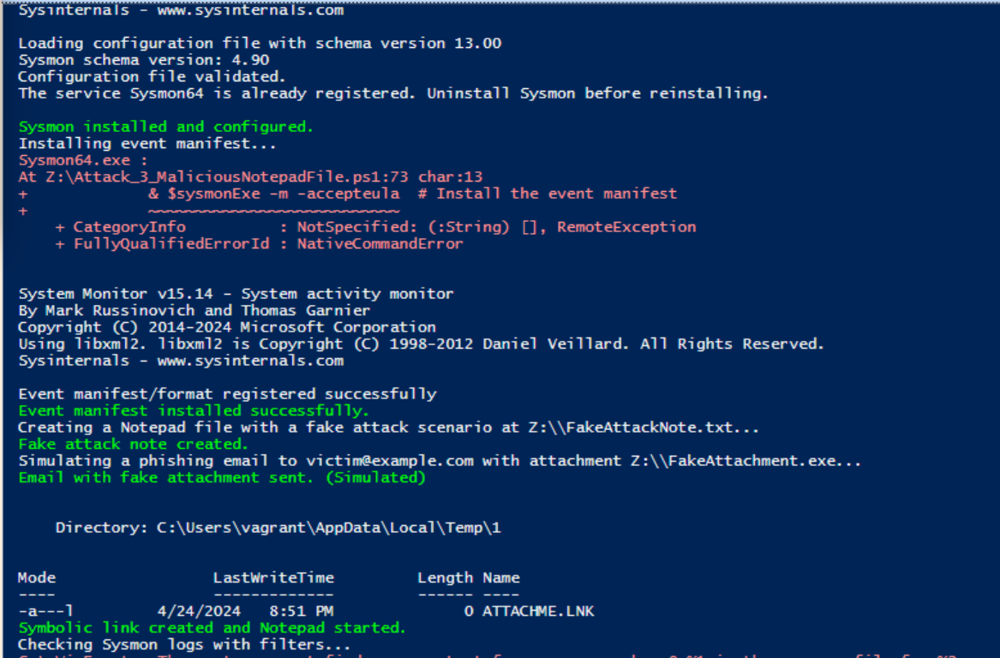 Sysinternals - www.sysinternals.com
Loading configuration file with schema version 13.00
Sysmon schema version: 4.90
Configuration file validated.
The service Sysmon64 is already registered. Uninstall Sysmon before reinstalling.
Sysmon installed and configured.
Installing event manifest...
Sysmon64.exe :
At Z:\Attack_3_MaliciousNotepadFile.ps1:73 char:13
+             & $sysmonExe -m -accepteula  # Install the event manifest
+             ~~~~~~~~~~~~~~~~~~~~~~~~~~~
    + CategoryInfo          : NotSpecified: (:String) [], RemoteException
    + FullyQualifiedErrorId : NativeCommandError
System Monitor v15.14 - System activity monitor
By Mark Russinovich and Thomas Garnier
Copyright (C) 2014-2024 Microsoft Corporation
Using libxml2. libxml2 is Copyright (C) 1998-2012 Daniel Veillard. All Rights Reserved.
Sysinternals - www.sysinternals.com
Event manifest/format registered successfully
Event manifest installed successfully.
Creating a Notepad file with a fake attack scenario at Z:\\FakeAttackNote.txt...
Fake attack note created.
Simulating a phishing email to victim@example.com with attachment Z:\\FakeAttachment.exe...
Email with fake attachment sent. (Simulated)
    Directory: C:\Users\vagrant\AppData\Local\Temp\1
Mode                 LastWriteTime         Length Name
----                 -------------         ------ ----
-a---l         4/24/2024   8:51 PM              0 ATTACHME.LNK
Symbolic link created and Notepad started.
Checking Sysmon logs with filters...